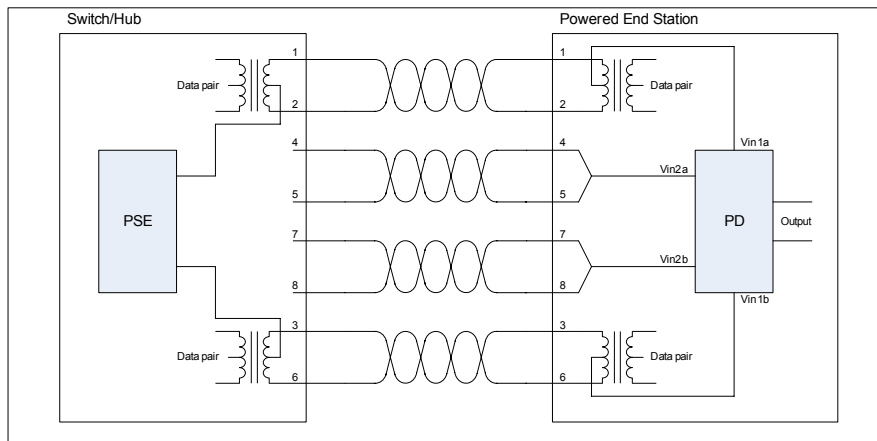 Switch/Hub
Powered End Station
1
1
Data pair
Data pair
2
2
Vin1a
4
4
Vin2a
5
5
PSE
PD
Output
7
7
Vin2b
8
8
Vin1b
3
3
Data pair
Data pair
6
6